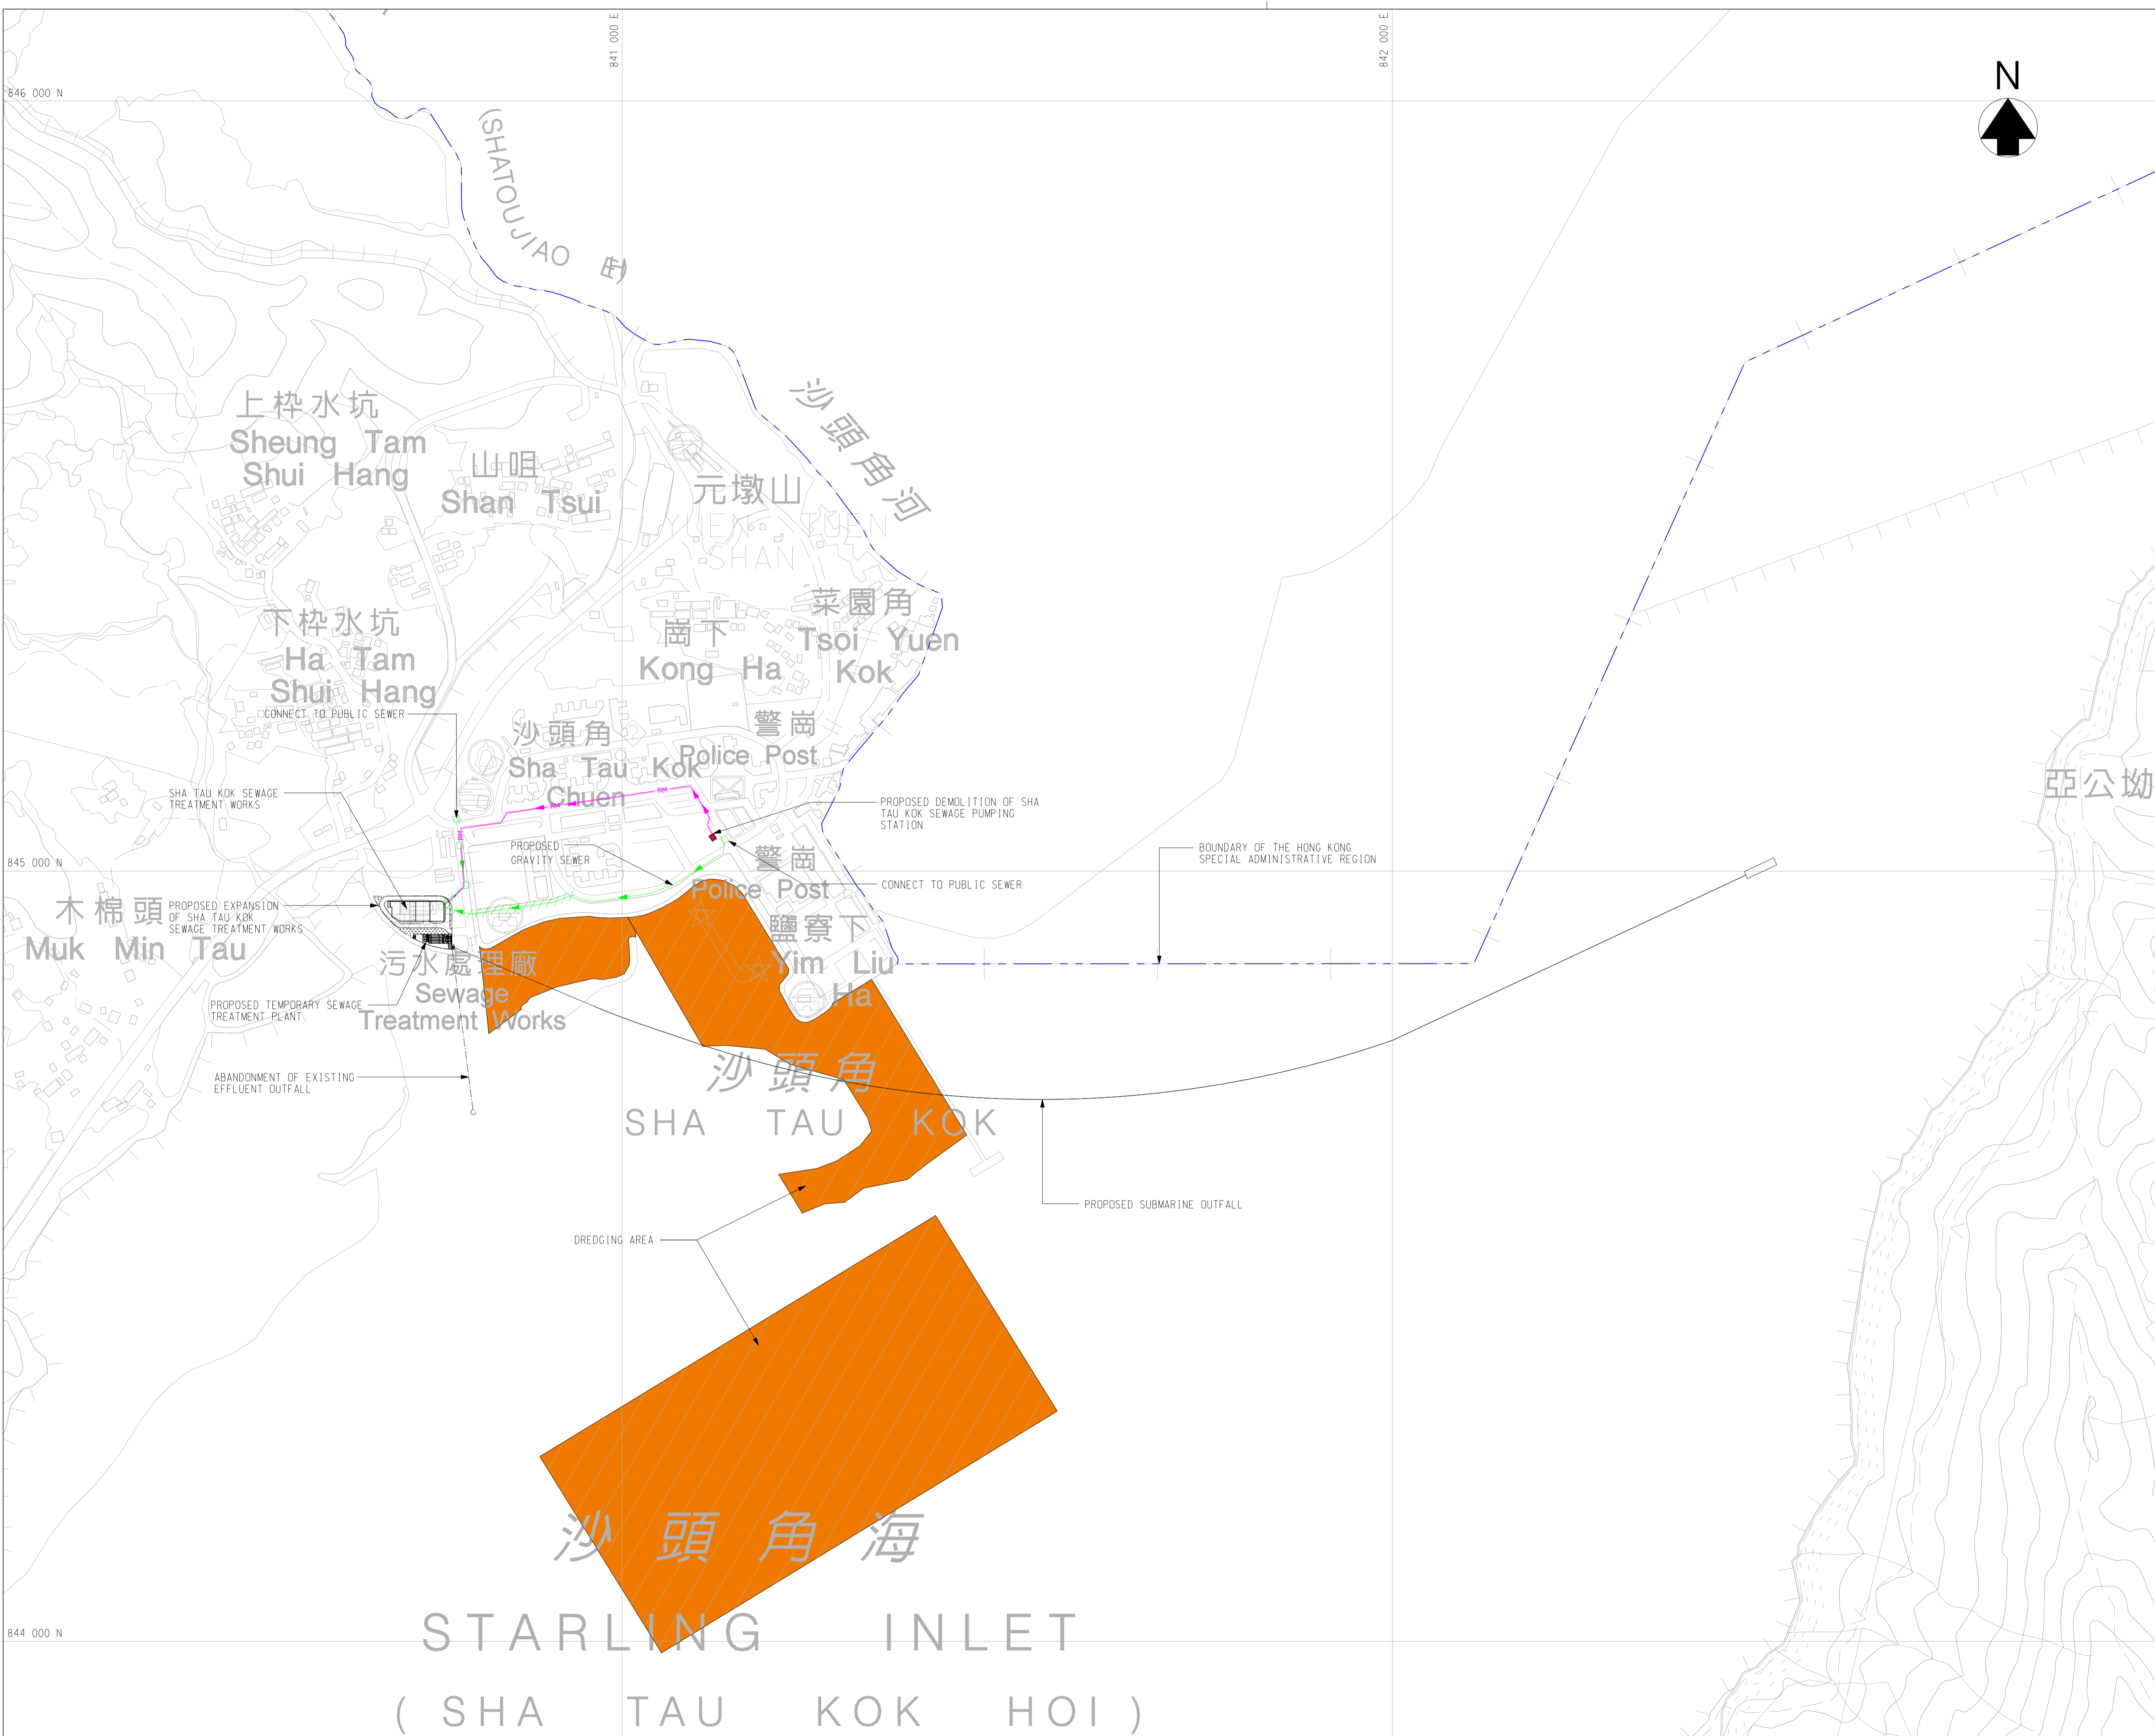 841 000 E
842 000 E
846 000 N
N
(SHATOUJIAO
沙頭角河
上枠水坑
Sheung Tam
Shui Hang
山咀
Shan Tsui
元墩山
YUEN TUEN
SHAN
菜園角
Tsoi Yuen
Kok
崗下
Kong Ha
下枠水坑
Ha Tam
Shui Hang
CONNECT TO PUBLIC SEWER
沙頭角
Sha Tau Kok
Chuen
警崗
Police Post
亞公坳
SHA TAU KOK SEWAGE
TREATMENT WORKS
RM
RM
RM
PROPOSED DEMOLITION OF SHA
TAU KOK SEWAGE PUMPING
STATION
PROPOSED
GRAVITY SEWER
BOUNDARY OF THE HONG KONG
SPECIAL ADMINISTRATIVE REGION
845 000 N
警崗
Police Post
CONNECT TO PUBLIC SEWER
木棉頭
Muk Min Tau
PROPOSED EXPANSION
OF SHA TAU KOK
SEWAGE TREATMENT WORKS
鹽寮下
Yim Liu
Ha
污水處理廠
Sewage
Treatment Works
PROPOSED TEMPORARY SEWAGE
TREATMENT PLANT
ABANDONMENT OF EXISTING
EFFLUENT OUTFALL
沙頭角
SHA TAU KOK
PROPOSED SUBMARINE OUTFALL
DREDGING AREA
沙頭角海
844 000 N
STARLING INLET
( SHA TAU KOK HOI )